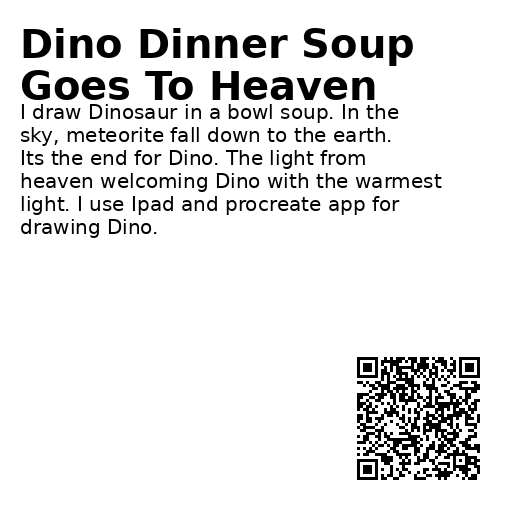 Dino Dinner Soup
Goes To Heaven
I draw Dinosaur in a bowl soup. In the
sky, meteorite fall down to the earth.
Its the end for Dino. The light from
heaven welcoming Dino with the warmest
light. I use Ipad and procreate app for
drawing Dino.